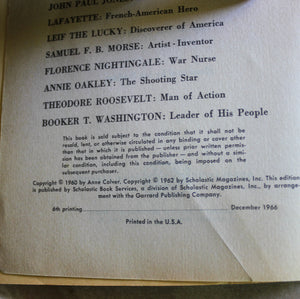 JOHN PAUL JONES
LAFAYETTE: French-American Hero
LEIF THE LUCKY: Discoverer of America
SAMUEL F. B. MORSE: Artist-Inventor
FLORENCE NIGHTINGALE: War Nurse
ANNIE OAKLEY: The Shooting Star
THEODORE ROOSEVELT: Man of Action
BOOKER T. WASHINGTON: Leader of His People
This book is sold subject to the condition that it shall not be
resold, lent, or otherwise circulated in any binding or cover other
than that in which it is published — unless prior written permis-
sion has been obtained from the publisher — and without a simi-
lar condition, including this condition, being imposed on the
subsequent purchaser.
Copyright © 1960 by Anne Colver. Copyright © 1962 by Scholastic Magazines, Inc. This edition
is published by Scholastic Book Services, a division of Scholastic Magazines, Inc., by arrange-
ment with the Garrard Publishing Company.
6th printing December 1966
Printed in the U.S.A.